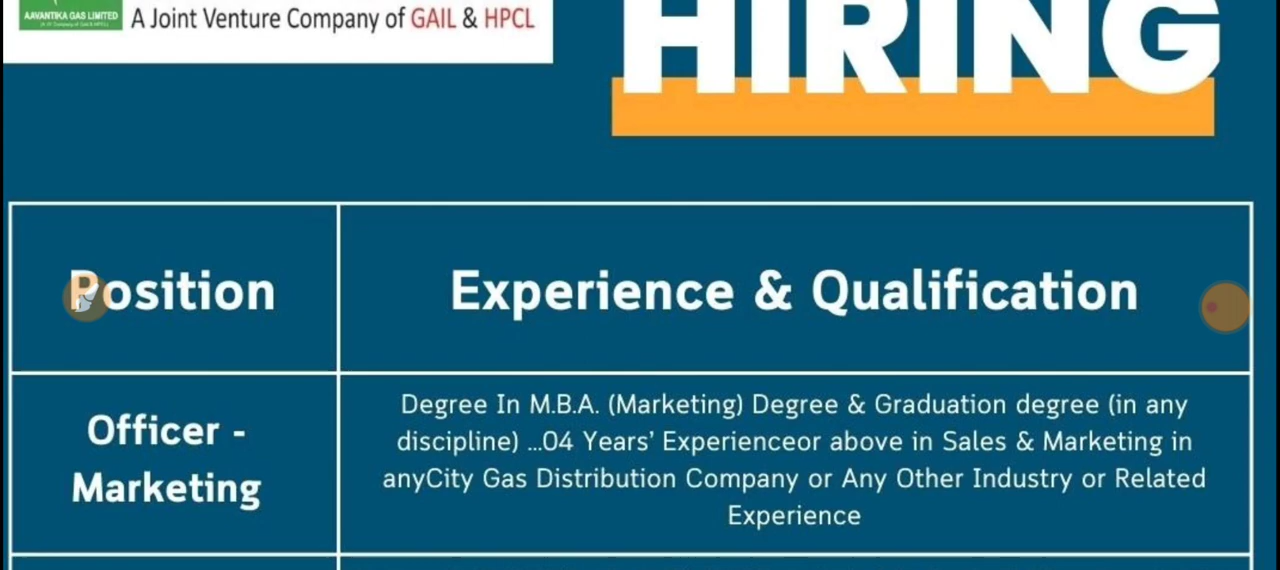 AAVANTIKA GAS LIMITED
A Joint Venture Company of GAIL & HPCL
HIRING
Position
Experience & Qualification
Officer -
Marketing
Degree In M.B.A. (Marketing) Degree & Graduation degree (in any
discipline) ...04 Years' Experienceor above in Sales & Marketing in
anyCity Gas Distribution Company or Any Other Industry or Related
Experience